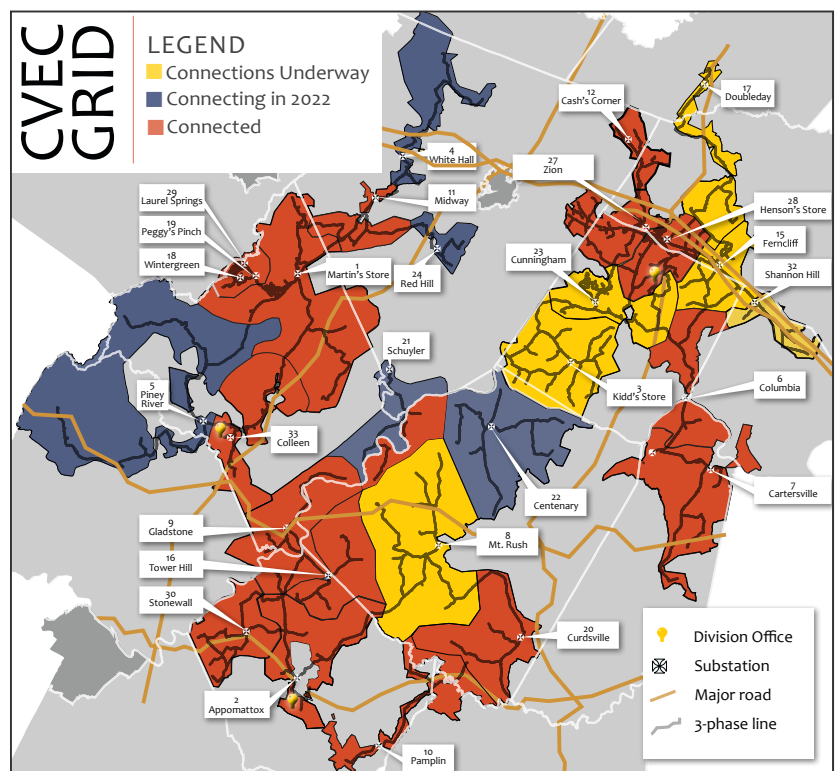 CVEC
GRID
LEGEND
Connections Underway
Connecting in 2022
Connected
17
Doubleday
12
Cash's Corner
4
White Hall
27
Zion
11
Midway
29
Laurel Springs
28
Henson's Store
19
Peggy's Pinch
15
Ferncliff
18
Wintergreen
1
Martin's Store
24
Red Hill
23
Cunningham
32
Shannon Hill
21
Schuyler
5
Piney
River
3
Kidd's Store
6
Columbia
33
Colleen
22
Centenary
7
Cartersville
9
Gladstone
8
Mt. Rush
16
Tower Hill
30
Stonewall
20
Curdsville
2
Appomattox
10
Pamplin
Division Office
Substation
Major road
3-phase line